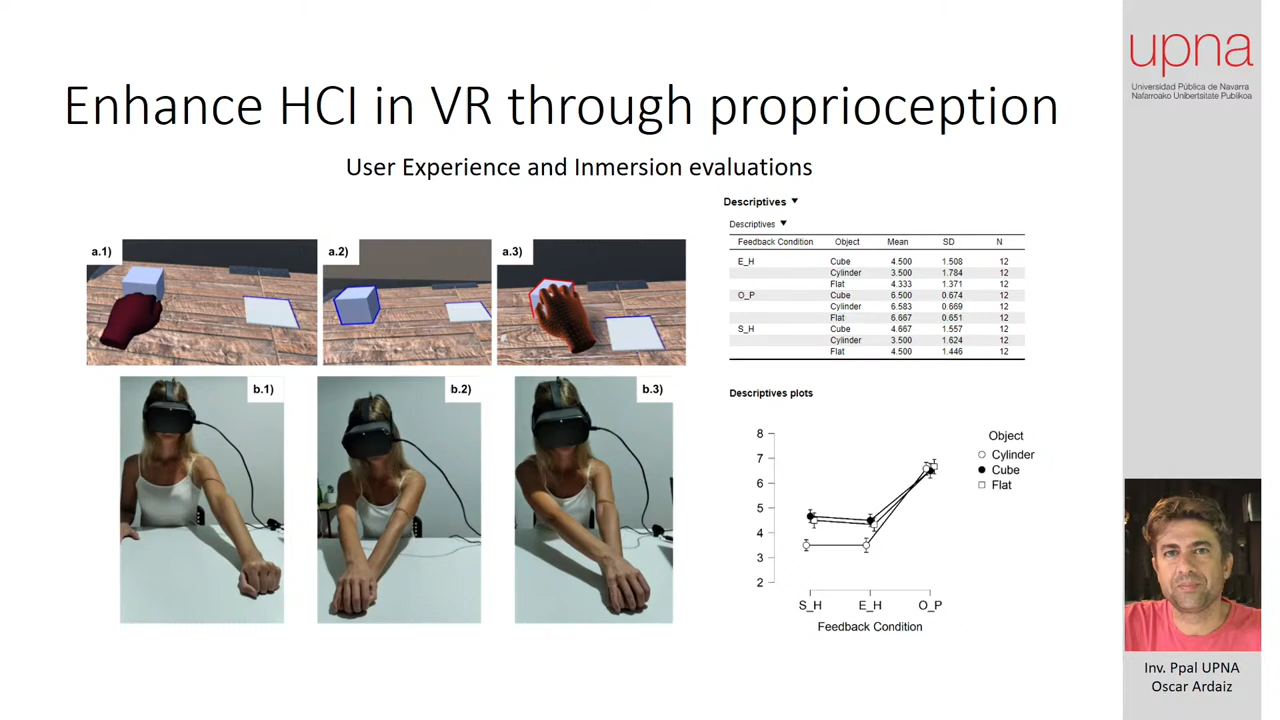 Enhance HCI in VR through proprioception
User Experience and Inmersion evaluations
a.1)
a.2)
a.3)
b.1)
b.2)
b.3)
Descriptives ▼
Descriptives ▼
Feedback Condition Object Mean SD N
E_H Cube 4.500 1.508 12
Cylinder 3.500 1.784 12
Flat 4.333 1.371 12
O_P Cube 6.500 0.674 12
Cylinder 6.583 0.669 12
Flat 6.667 0.651 12
S_H Cube 4.667 1.557 12
Cylinder 3.500 1.624 12
Flat 4.500 1.446 12
Descriptives plots
8
7
6
5
4
3
2
S_H E_H O_P
Feedback Condition
Object
Cylinder
Cube
Flat
upna
Universidad Pública de Navarra
Nafarroako Unibertsitate Publikoa
Inv. Ppal UPNA
Oscar Ardaiz